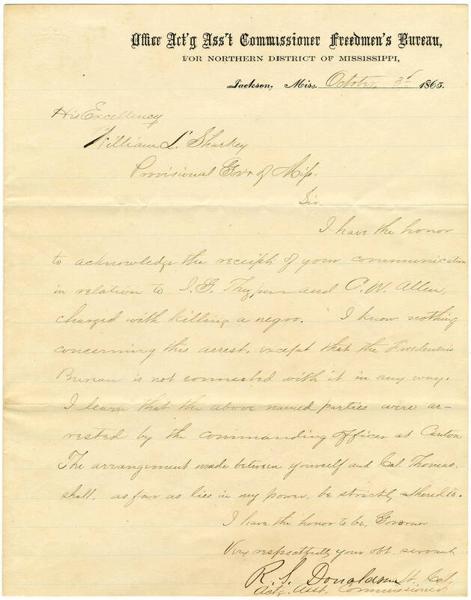 Office Act'g Ass't Commissioner Freedmen's Bureau,
FOR NORTHERN DISTRICT OF MISSISSIPPI,
Jackson, Miss. October 3d 1865.
His Excellency
William L Sharkey
Provisional Gov of Miss.
Sir
I have the honor
to acknowledge the receipt of your communication
in relation to J. F. and C. W. Allen,
charged with killing a negro. I know nothing
concerning this arrest, except that the Freedmens
Bureau is not connected with it in any way.
I learn that the above named parties were ar-
rested by the commanding officer at Canton.
The arrangement made between yourself and Col Thomas,
shall, as far as lies in my power, be strictly adhered to.
I have the honor to be, Governor
Very respectfully your obt. servant
R. S. Donaldson Lt. Col.
Actg. Asst. Commissioner